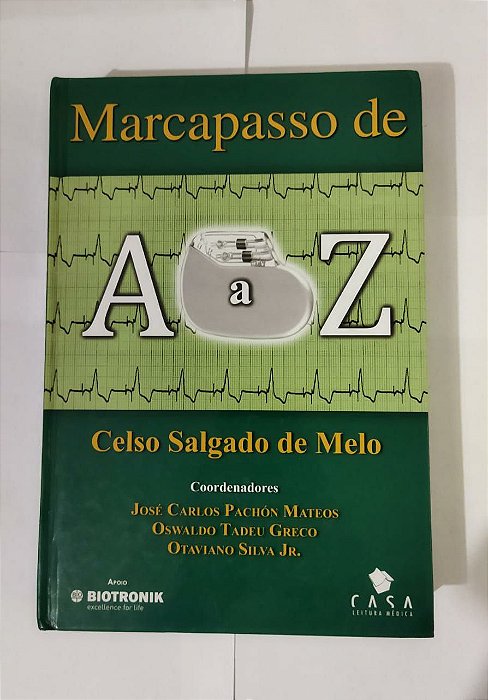 Marcapasso de
A a Z
Celso Salgado de Melo
Coordenadores
JOSÉ CARLOS PACHÓN MATEOS
OSWALDO TADEU GRECO
OTAVIANO SILVA JR.
APOIO
BIOTRONIK
excellence for life
CASA
LEITURA MÉDICA